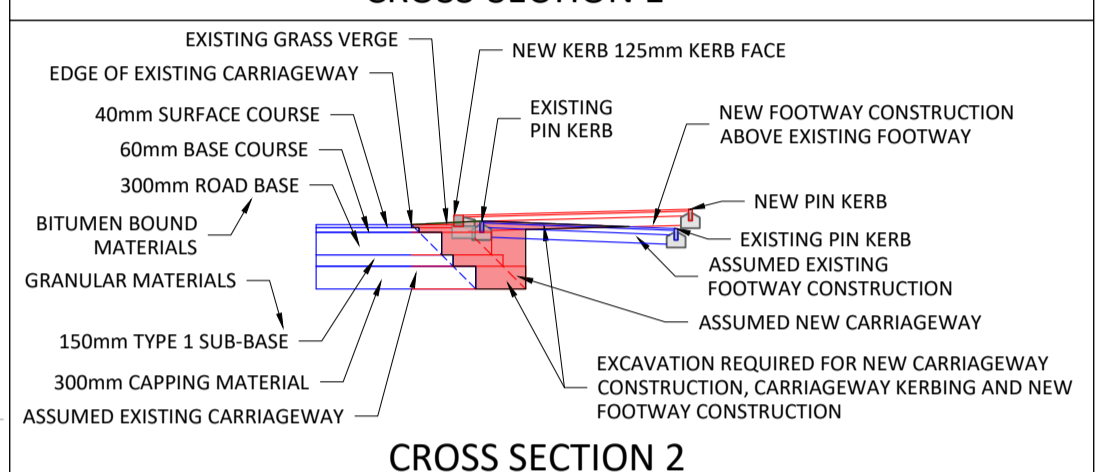 EXISTING GRASS VERGE
EDGE OF EXISTING CARRIAGEWAY
40mm SURFACE COURSE
60mm BASE COURSE
300mm ROAD BASE
BITUMEN BOUND
MATERIALS
GRANULAR MATERIALS
150mm TYPE 1 SUB-BASE
300mm CAPPING MATERIAL
ASSUMED EXISTING CARRIAGEWAY
NEW KERB 125mm KERB FACE
EXISTING
PIN KERB
NEW FOOTWAY CONSTRUCTION
ABOVE EXISTING FOOTWAY
NEW PIN KERB
EXISTING PIN KERB
ASSUMED EXISTING
FOOTWAY CONSTRUCTION
ASSUMED NEW CARRIAGEWAY
EXCAVATION REQUIRED FOR NEW CARRIAGEWAY
CONSTRUCTION, CARRIAGEWAY KERBING AND NEW
FOOTWAY CONSTRUCTION
CROSS SECTION 2